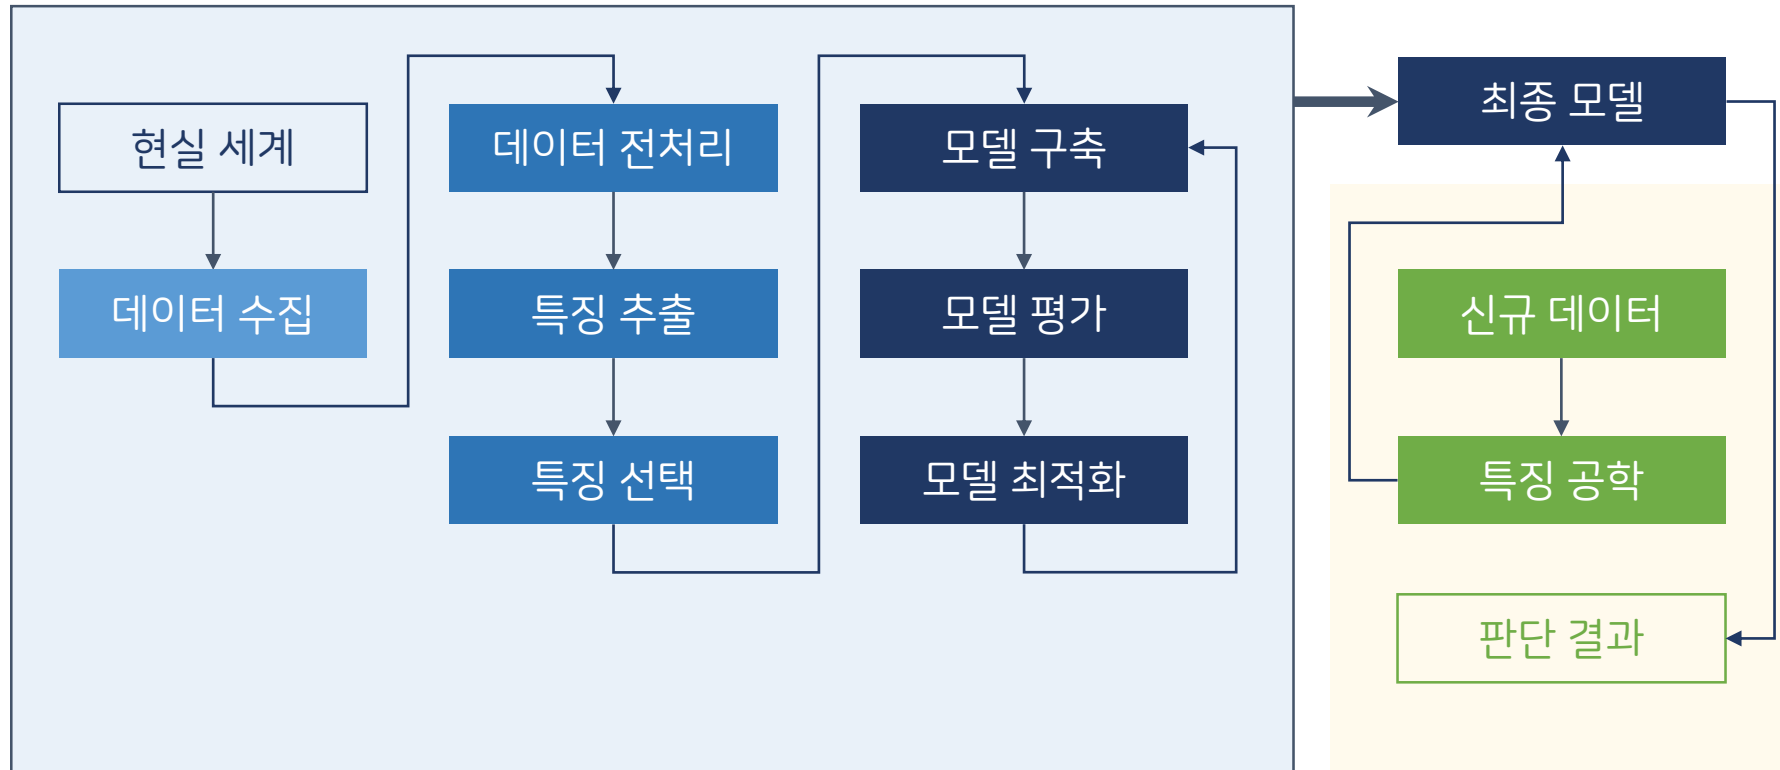 현실 세계
데이터 수집
데이터 전처리
특징 추출
특징 선택
모델 구축
모델 평가
모델 최적화
최종 모델
신규 데이터
특징 공학
판단 결과